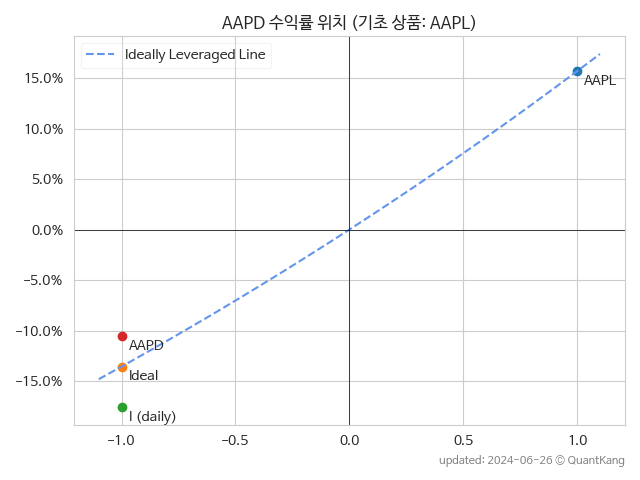 AAPD 수익률 위치 (기초 상품: AAPL)
Ideally Leveraged Line
15.0%
AAPL
10.0%
5.0%
0.0%
−5.0%
−10.0%
AAPD
Ideal
−15.0%
I (daily)
−1.0 −0.5 0.0 0.5 1.0
updated: 2024-06-26 © QuantKang